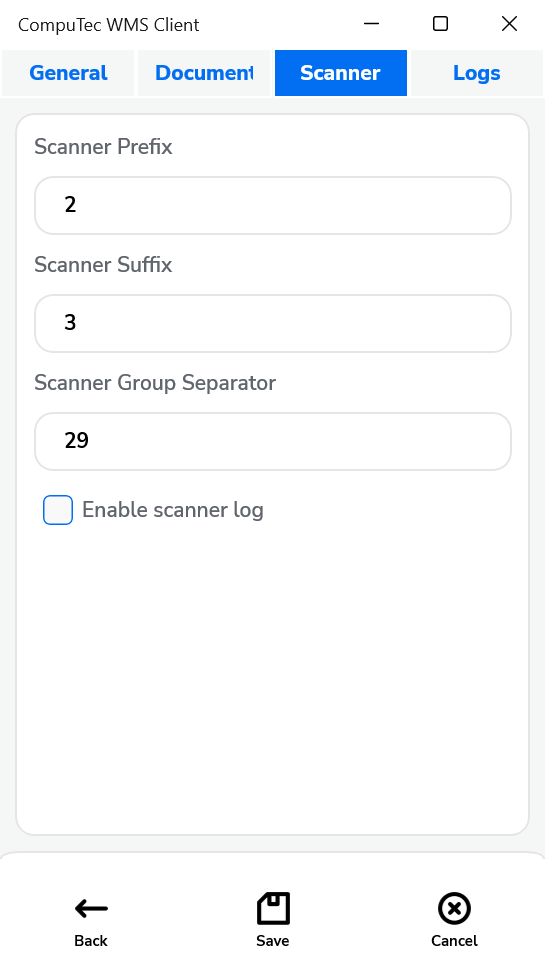 CompuTec WMS Client
General Document Scanner Logs
Scanner Prefix
2
Scanner Suffix
3
Scanner Group Separator
29
Enable scanner log
Back Save Cancel